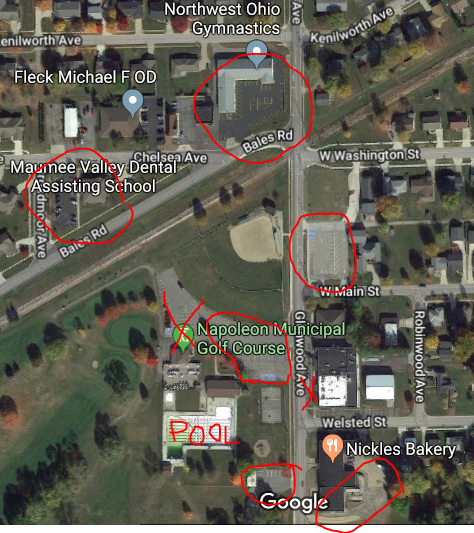 Northwest Ohio
Gymnastics
Ave
Kenilworth Ave
enilworth Ave
Fleck Michael F OD
Bales Rd
Chelsea Ave
W Washington St
Maumee Valley Dental
Assisting School
Bales Rd
W Main St
Napoleon Municipal
Golf Course
Glenwood Ave
Robinwood Ave
POOL
Welsted St
Nickles Bakery
Google